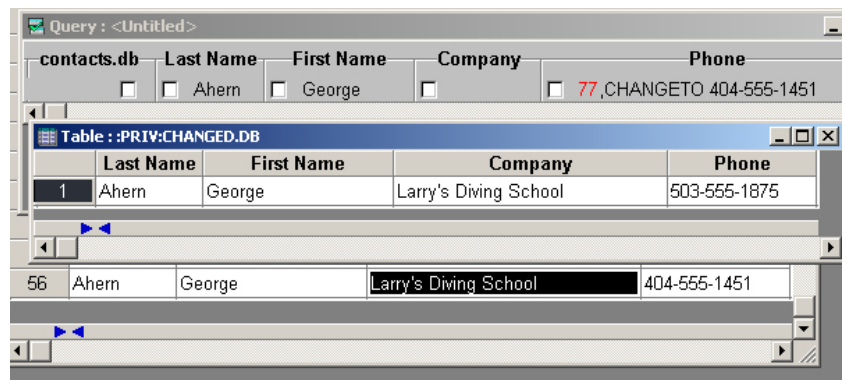 Query : <Untitled>
contacts.db Last Name First Name Company Phone
Ahern George 77,CHANGETO 404-555-1451
Table : :PRIV:CHANGED.DB
Last Name First Name Company Phone
1 Ahern George Larry's Diving School 503-555-1875
56 Ahern George Larry's Diving School 404-555-1451